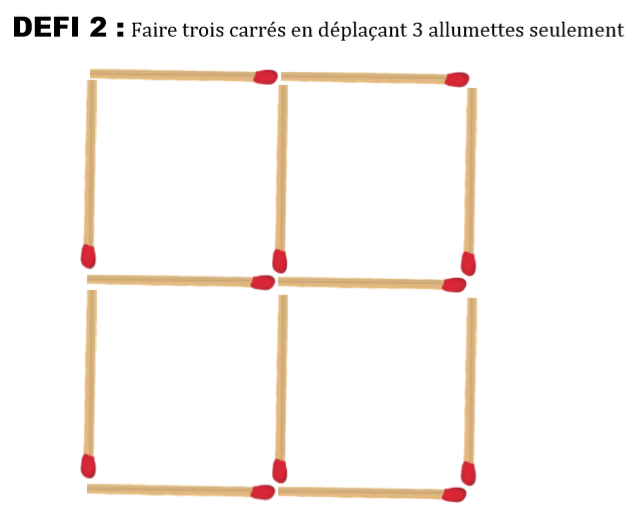 DEFI 2 : Faire trois carrés en déplaçant 3 allumettes seulement